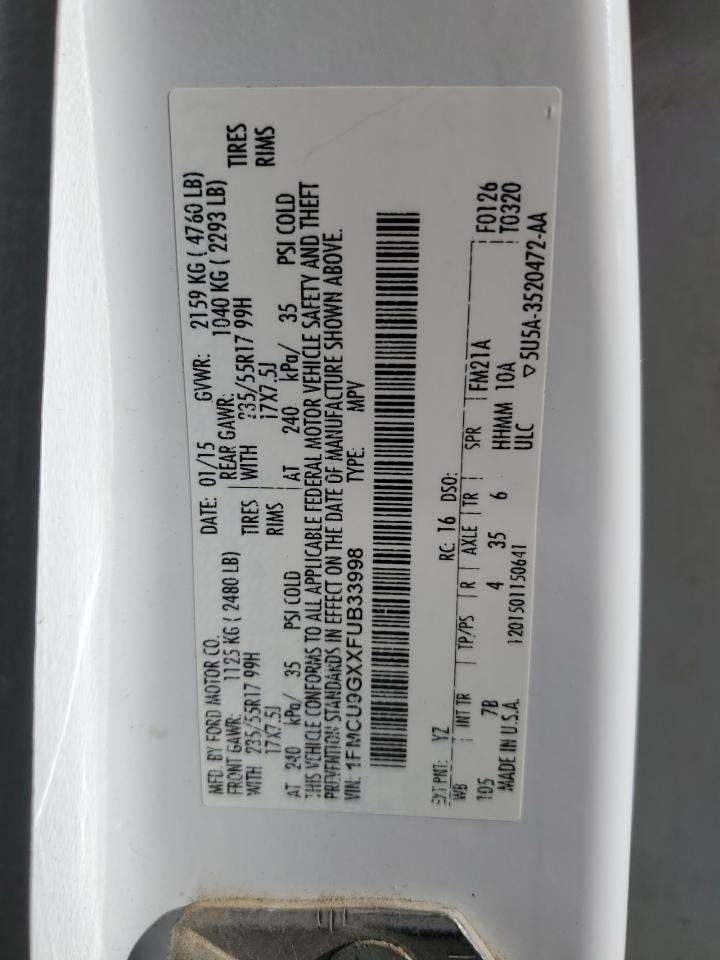 MFD. BY FORD MOTOR CO.
DATE: 01/15 GVWR: 2159 KG ( 4760 LB)
FRONT GAWR: 1125 KG ( 2480 LB) REAR GAWR: 1040 KG ( 2293 LB)
WITH 235/55R17 99H TIRES WITH 235/55R17 99H TIRES
17X7.5J RIMS 17X7.5J RIMS
AT 240 kPa/ 35 PSI COLD AT 240 kPa/ 35 PSI COLD
THIS VEHICLE CONFORMS TO ALL APPLICABLE FEDERAL MOTOR VEHICLE SAFETY AND THEFT
PREVENTION STANDARDS IN EFFECT ON THE DATE OF MANUFACTURE SHOWN ABOVE.
VIN: 1FMCU9GXXFUB33998 TYPE: MPV
EXT PNT: YZ RC: 16 DSO: F0126
WB INT TR TP/PS R AXLE TR SPR FM21A T0320
105 7B 4 35 6 HHMM 10A
MADE IN U.S.A. 1201501150641 ULC ▽5U5A-3520472-AA